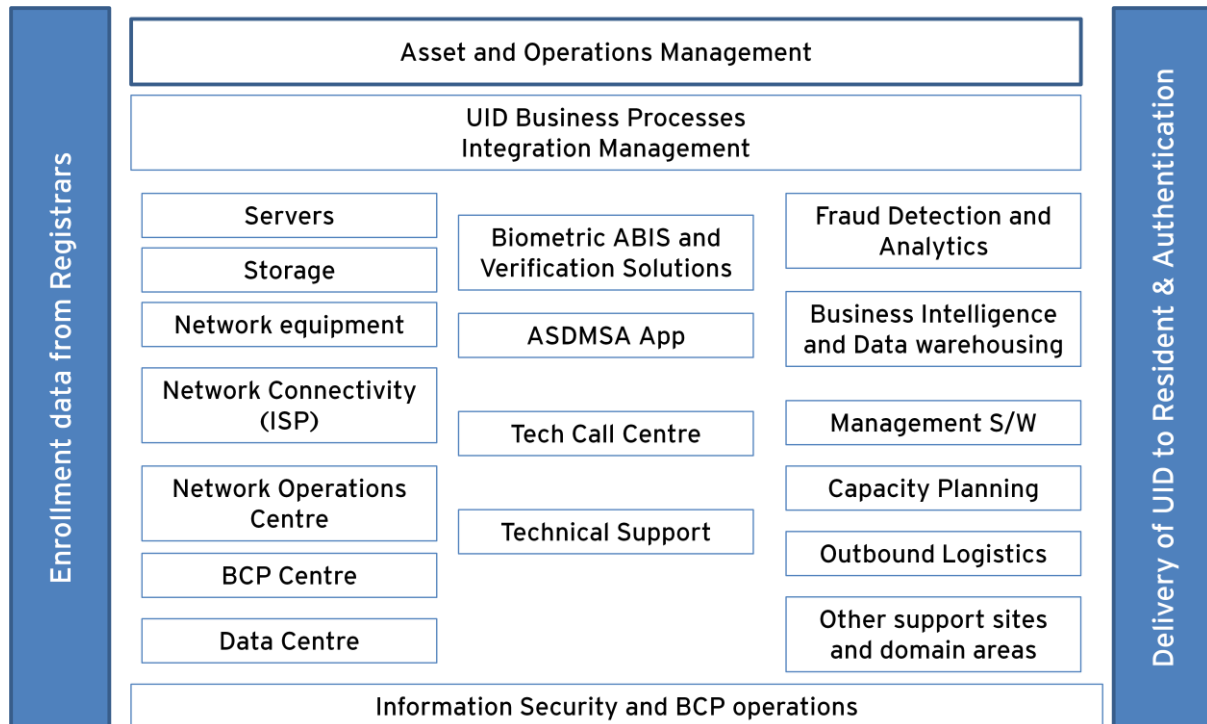 Enrollment data from Registrars
Asset and Operations Management
UID Business Processes
Integration Management
Servers
Storage
Network equipment
Network Connectivity
(ISP)
Network Operations
Centre
BCP Centre
Data Centre
Biometric ABIS and
Verification Solutions
ASDMSA App
Tech Call Centre
Technical Support
Fraud Detection and
Analytics
Business Intelligence
and Data warehousing
Management S/W
Capacity Planning
Outbound Logistics
Other support sites
and domain areas
Information Security and BCP operations
Delivery of UID to Resident & Authentication